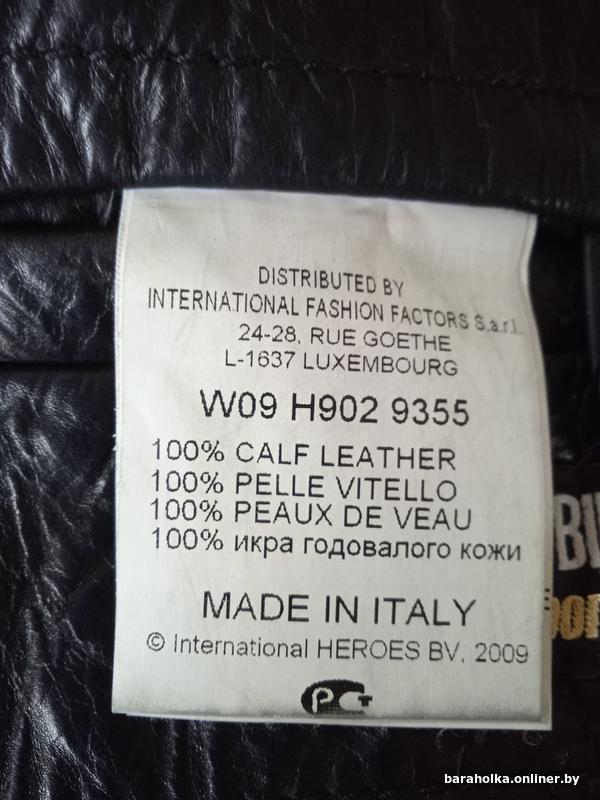 DISTRIBUTED BY
INTERNATIONAL FASHION FACTORS S.a.r.l.
24-28, RUE GOETHE
L-1637 LUXEMBOURG
W09 H902 9355
100% CALF LEATHER
100% PELLE VITELLO
100% PEAUX DE VEAU
100% икра годовалого кожи
MADE IN ITALY
© International HEROES BV, 2009
РСТ
baraholka.onliner.by